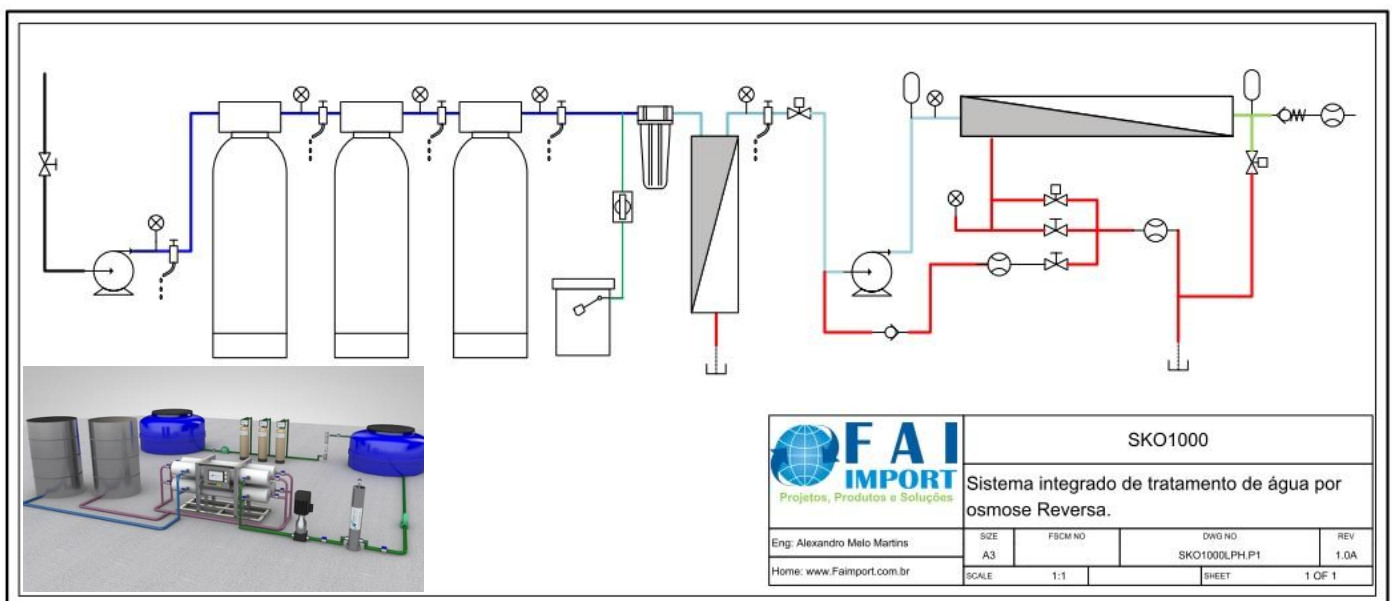 FAI
IMPORT
Projetos, Produtos e Soluções
SKO1000
Sistema integrado de tratamento de água por
osmose Reversa.
Eng: Alexandro Melo Martins
Home: www.Faimport.com.br
SIZE
A3
FSCM NO
DWG NO
SKO1000LPH.P1
REV
1.0A
SCALE 1:1
SHEET 1 OF 1